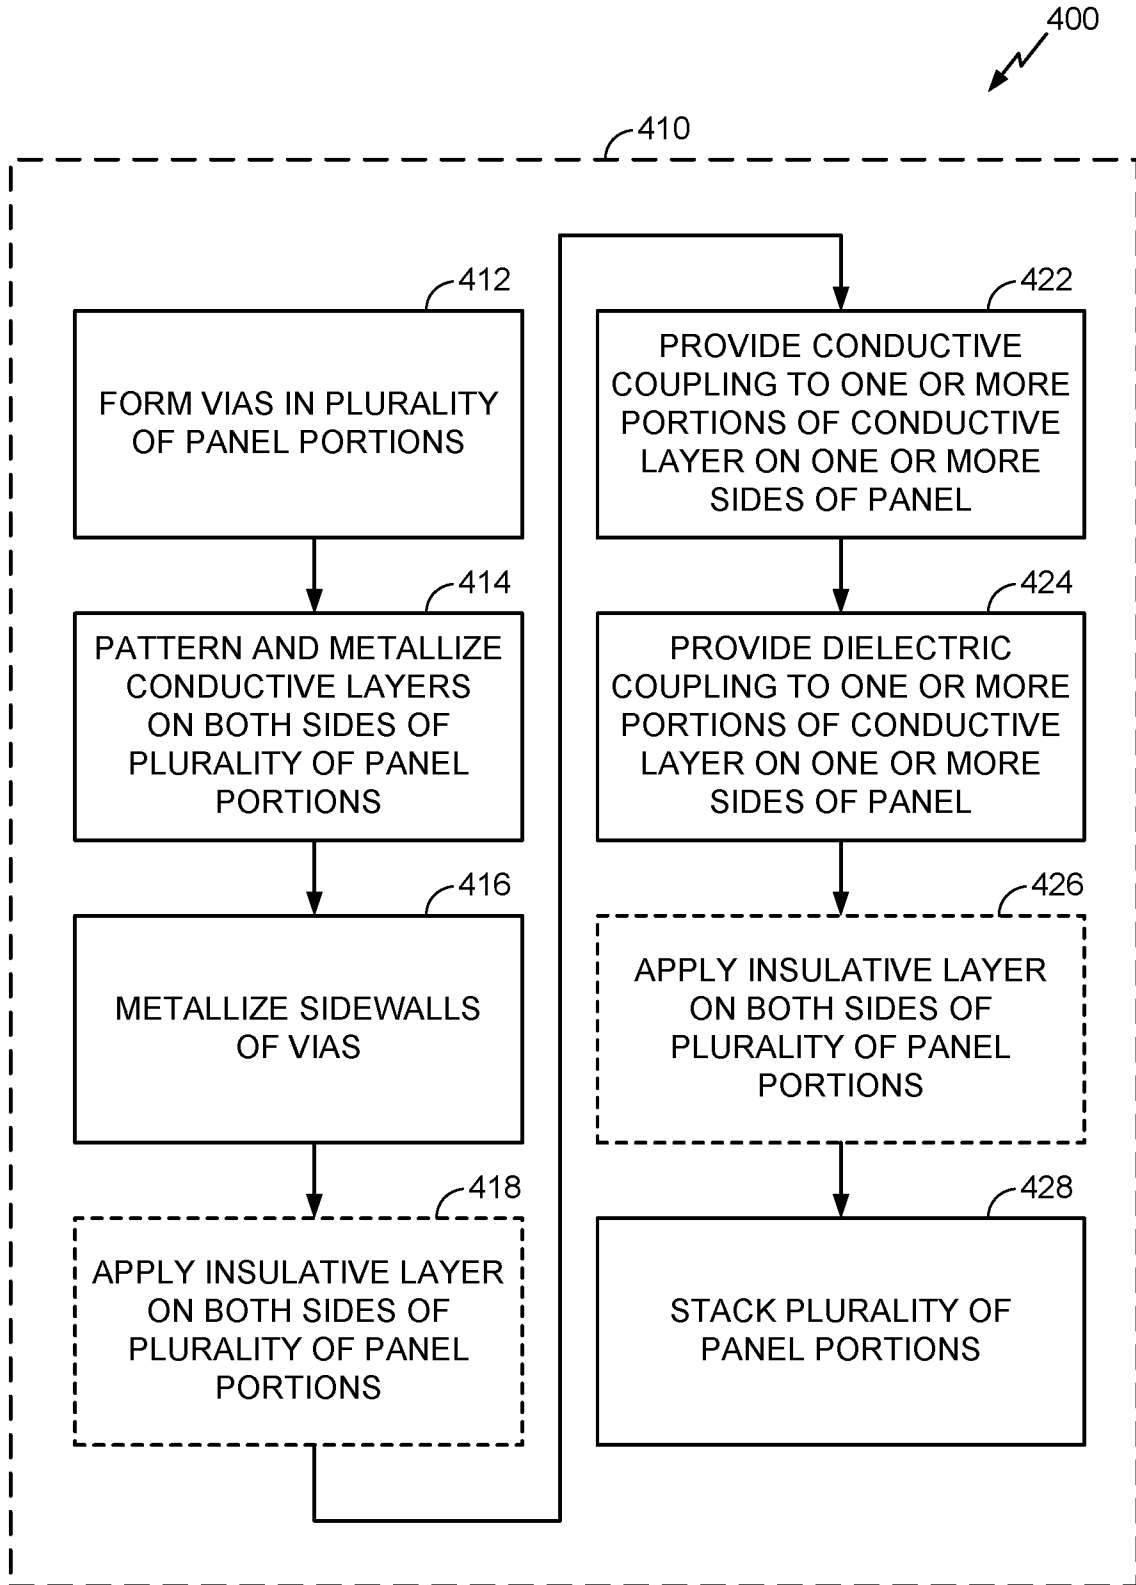 400
410
412
FORM VIAS IN PLURALITY
OF PANEL PORTIONS
414
PATTERN AND METALLIZE
CONDUCTIVE LAYERS
ON BOTH SIDES OF
PLURALITY OF PANEL
PORTIONS
416
METALLIZE SIDEWALLS
OF VIAS
418
APPLY INSULATIVE LAYER
ON BOTH SIDES OF
PLURALITY OF PANEL
PORTIONS
422
PROVIDE CONDUCTIVE
COUPLING TO ONE OR MORE
PORTIONS OF CONDUCTIVE
LAYER ON ONE OR MORE
SIDES OF PANEL
424
PROVIDE DIELECTRIC
COUPLING TO ONE OR MORE
PORTIONS OF CONDUCTIVE
LAYER ON ONE OR MORE
SIDES OF PANEL
426
APPLY INSULATIVE LAYER
ON BOTH SIDES OF
PLURALITY OF PANEL
PORTIONS
428
STACK PLURALITY OF
PANEL PORTIONS